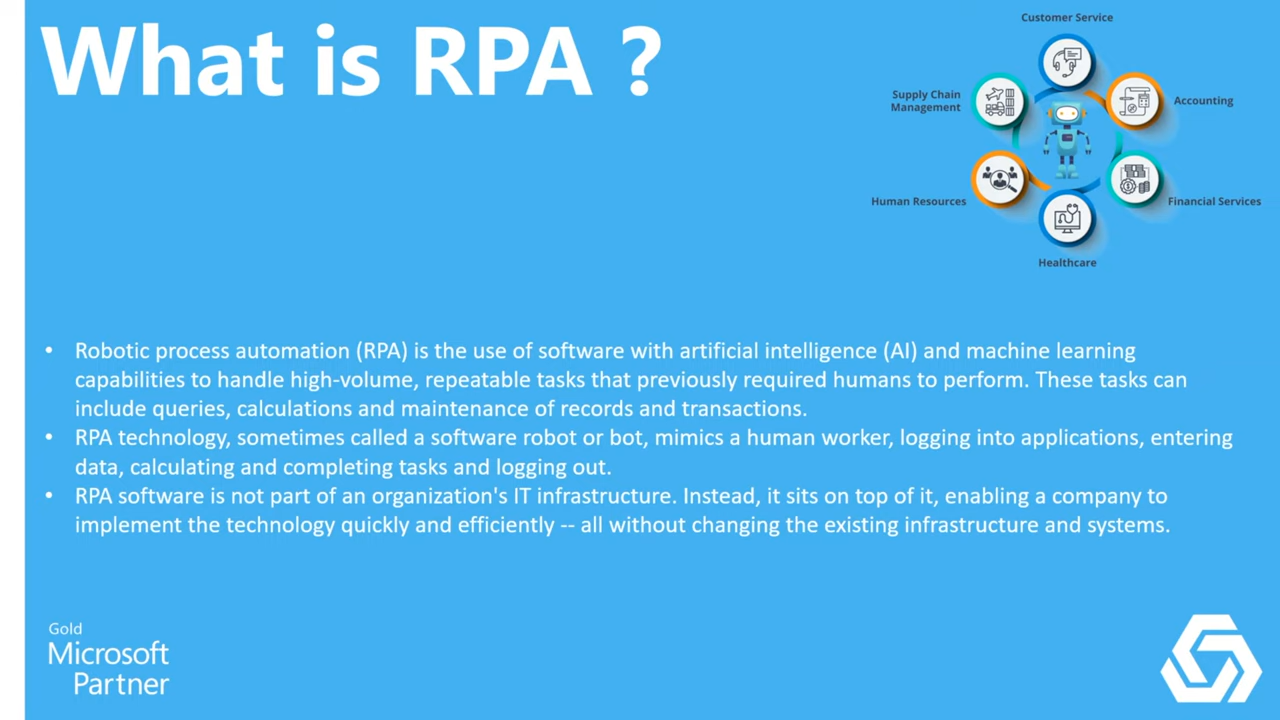 What is RPA ?
Customer Service
Supply Chain
Management
Accounting
Human Resources
Financial Services
Healthcare
• Robotic process automation (RPA) is the use of software with artificial intelligence (AI) and machine learning
capabilities to handle high-volume, repeatable tasks that previously required humans to perform. These tasks can
include queries, calculations and maintenance of records and transactions.
• RPA technology, sometimes called a software robot or bot, mimics a human worker, logging into applications, entering
data, calculating and completing tasks and logging out.
• RPA software is not part of an organization's IT infrastructure. Instead, it sits on top of it, enabling a company to
implement the technology quickly and efficiently -- all without changing the existing infrastructure and systems.
Gold
Microsoft
Partner